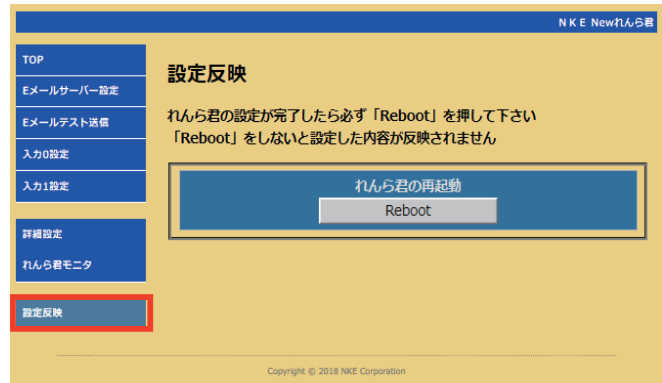 NKE Newれんら君
TOP
Eメールサーバー設定
Eメールテスト送信
入力0設定
入力1設定
詳細設定
れんら君モニタ
設定反映
設定反映
れんら君の設定が完了したら必ず「Reboot」を押して下さい
「Reboot」をしないと設定した内容が反映されません
れんら君の再起動
Reboot
Copyright © 2018 NKE Corporation